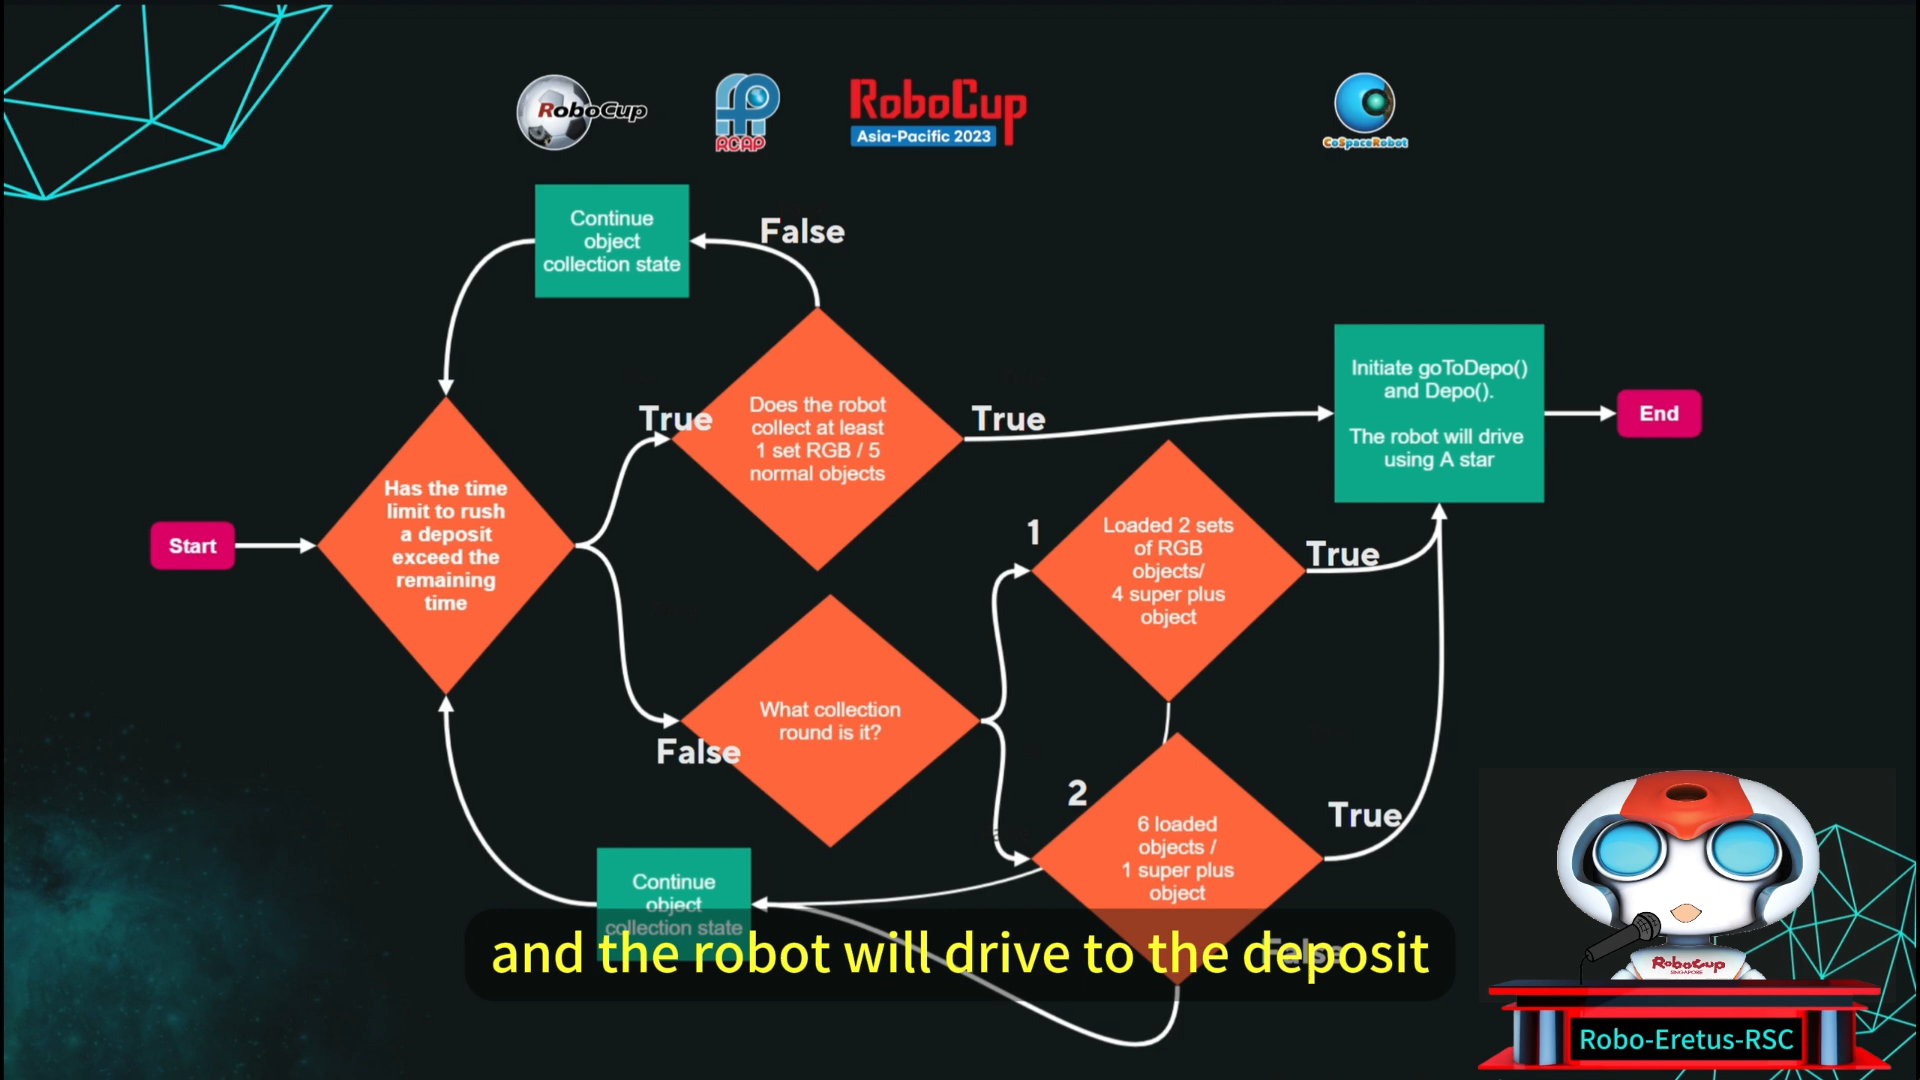 RoboCup
RCAP
RoboCup
Asia-Pacific 2023
CoSpaceRobot
Continue
object
collection state
False
True
Does the robot
collect at least
1 set RGB / 5
normal objects
True
Initiate goToDepo()
and Depo().
The robot will drive
using A star
End
Start
Has the time
limit to rush
a deposit
exceed the
remaining
time
1
Loaded 2 sets
of RGB
objects/
4 super plus
object
True
What collection
round is it?
False
2
6 loaded
objects /
1 super plus
object
True
Continue
object
collection state
False
and the robot will drive to the deposit
RoboCup
SINGAPORE
Robo-Eretus-RSC